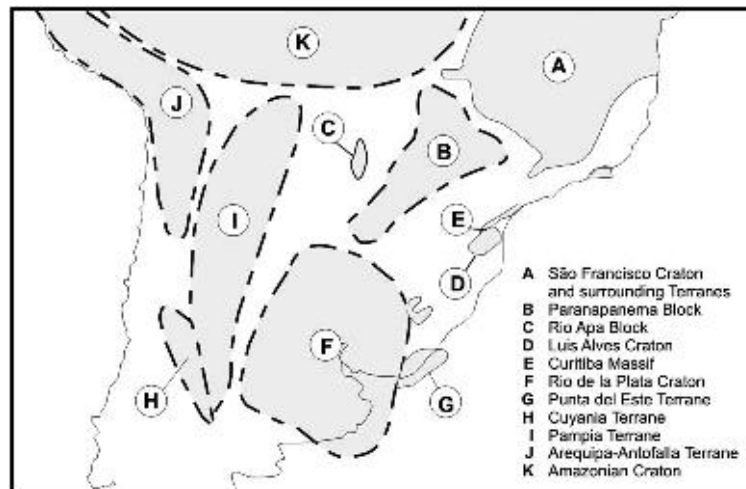 K
A
J
C
B
I
E
D
F
H
G
A São Francisco Craton
and surrounding Terranes
B Paranapanema Block
C Rio Apa Block
D Luis Alves Craton
E Curitiba Massif
F Rio de la Plata Craton
G Punta del Este Terrane
H Cuyania Terrane
I Pampia Terrane
J Arequipa-Antofalla Terrane
K Amazonian Craton